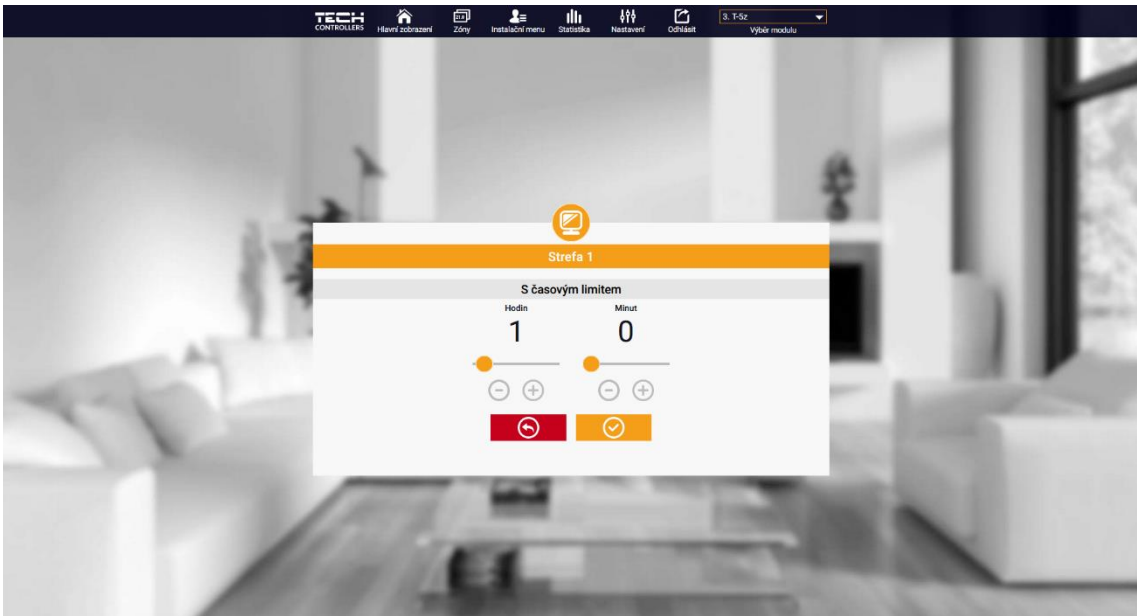 TECH
CONTROLLERS
Hlavní zobrazení
Zóny
Instalační menu
Statistika
Nastavení
Odhlásit
3. T-5z
Výběr modulu
Strefa 1
S časovým limitem
Hodin Minut
1 0